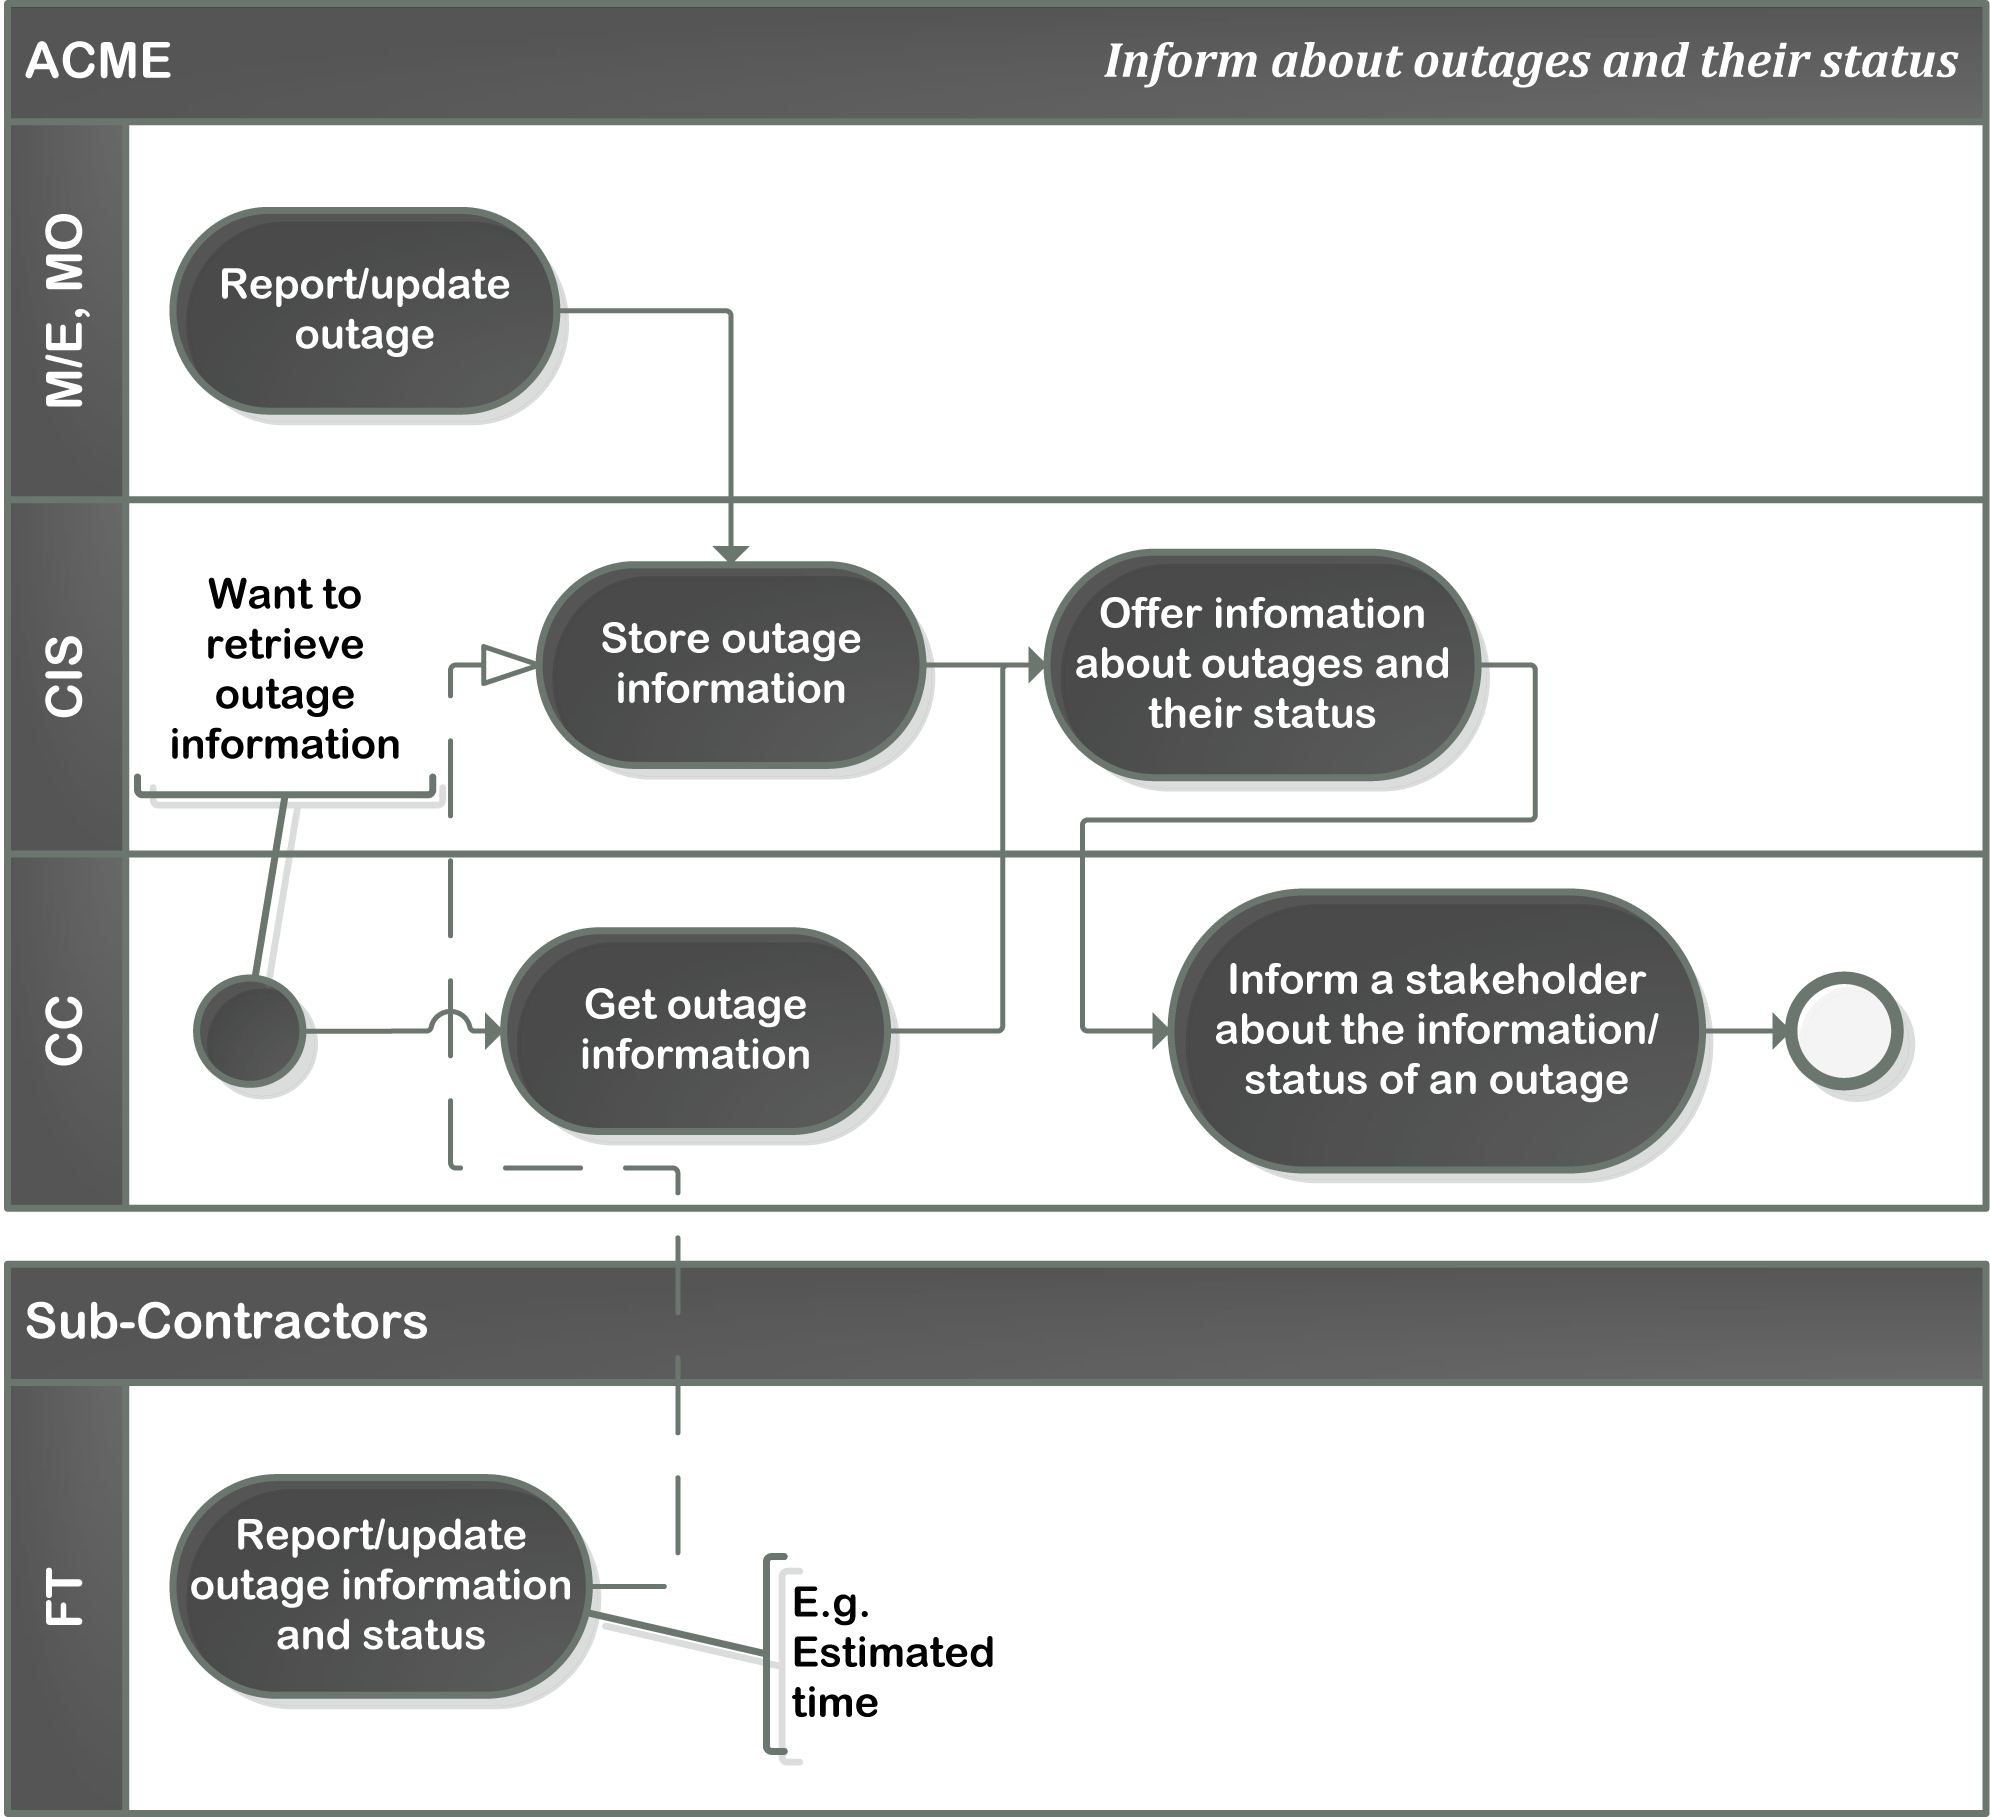 ACME
Inform about outages and their status
M/E, MO
Report/update
outage
CIS
Want to
retrieve
outage
information
Store outage
information
Offer infomation
about outages and
their status
CC
Get outage
information
Inform a stakeholder
about the information/
status of an outage
Sub-Contractors
FT
Report/update
outage information
and status
E.g.
Estimated
time